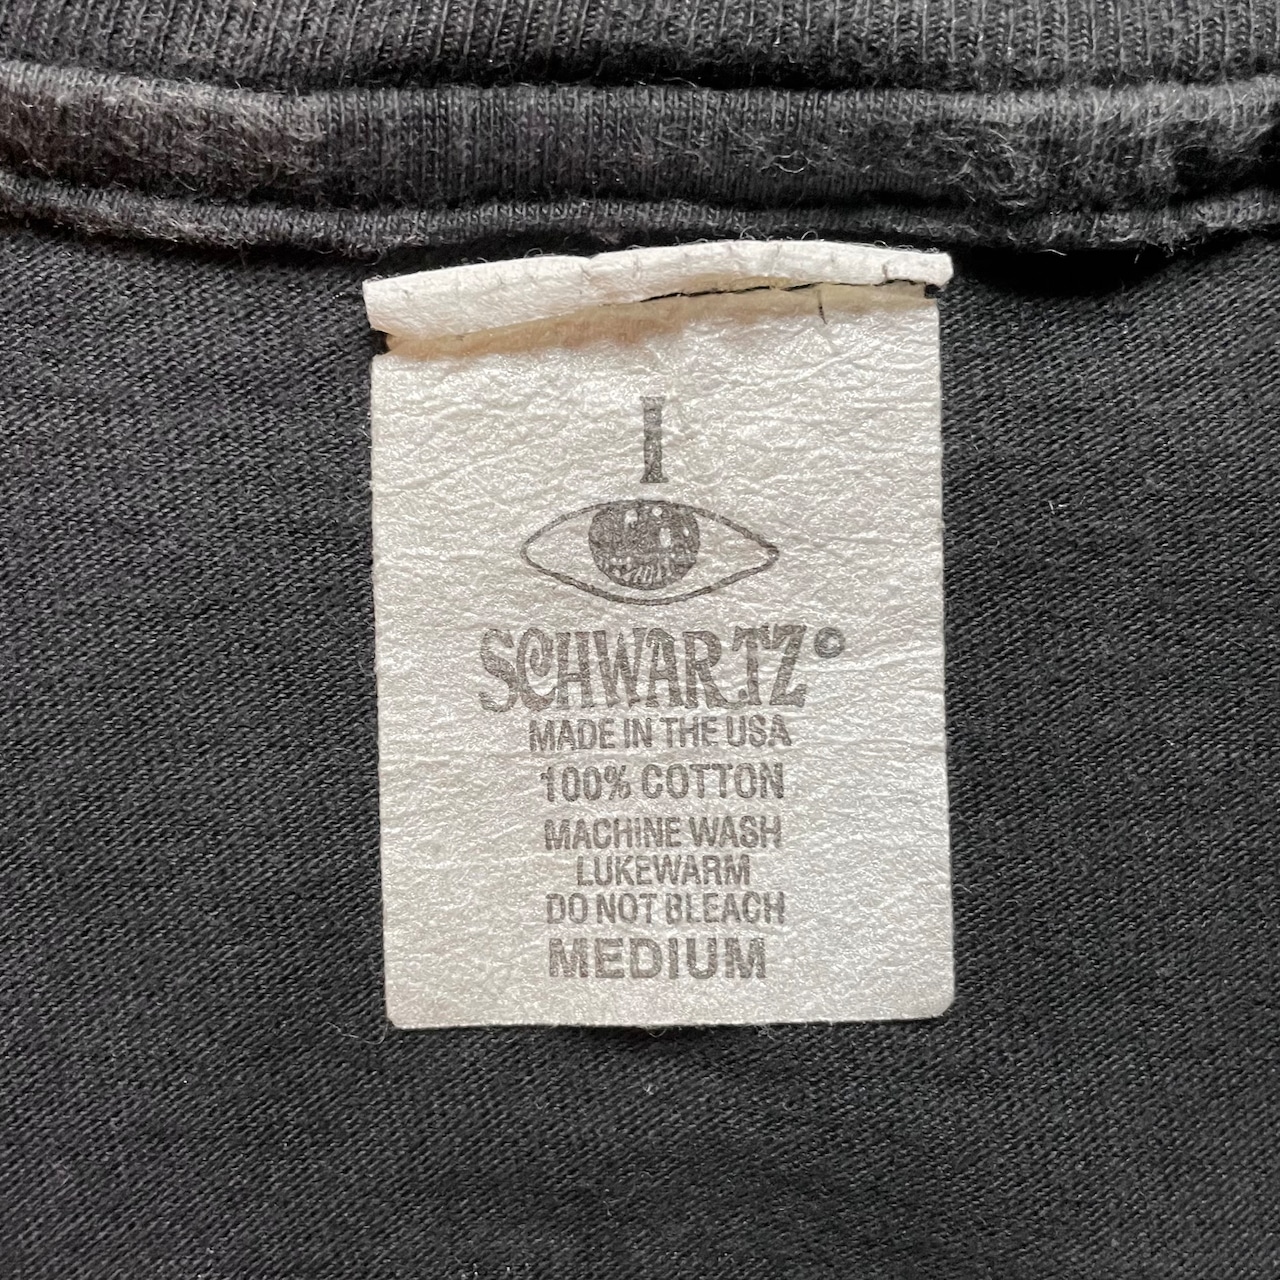 I
SCHWARTZ©
MADE IN THE USA
100% COTTON
MACHINE WASH
LUKEWARM
DO NOT BLEACH
MEDIUM